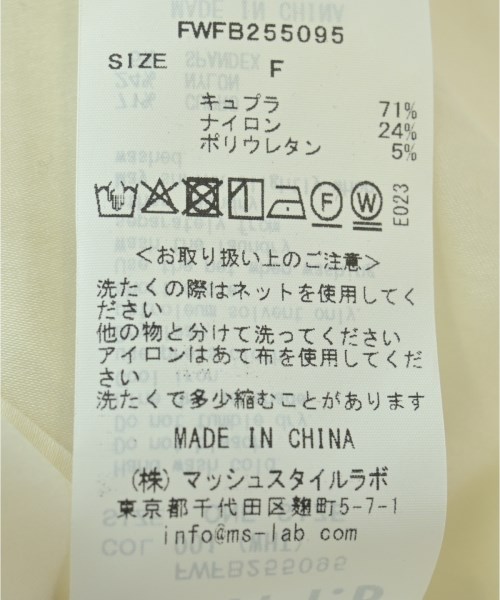 FWFB255095
SIZE F
キュプラ 71%
ナイロン 24%
ポリウレタン 5%
E023
F W
<お取り扱い上のご注意>
洗たくの際はネットを使用してく
ださい
他の物と分けて洗ってください
アイロンはあて布を使用してくだ
さい
洗たくで多少縮むことがあります
MADE IN CHINA
(株) マッシュスタイルラボ
東京都千代田区麹町5-7-1
info@ms-lab com